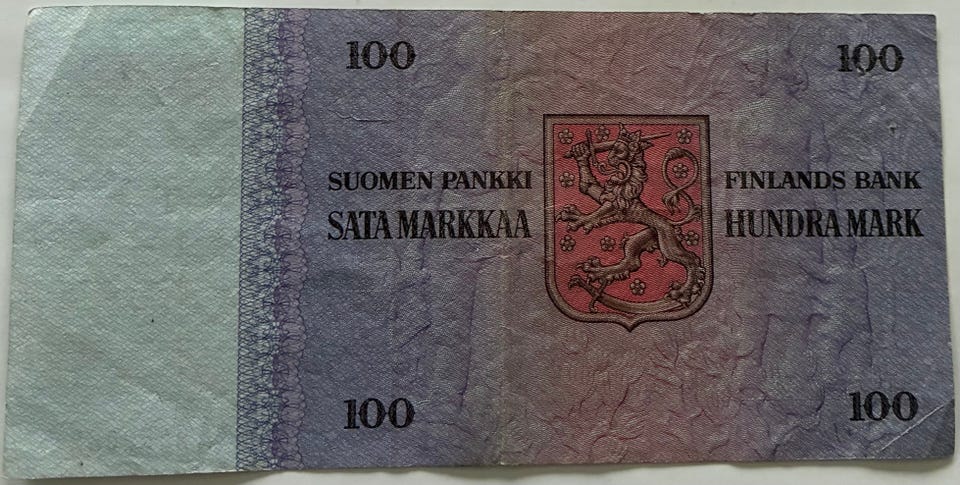 100
100
SUOMEN PANKKI
SATA MARKKAA
FINLANDS BANK
HUNDRA MARK
100
100